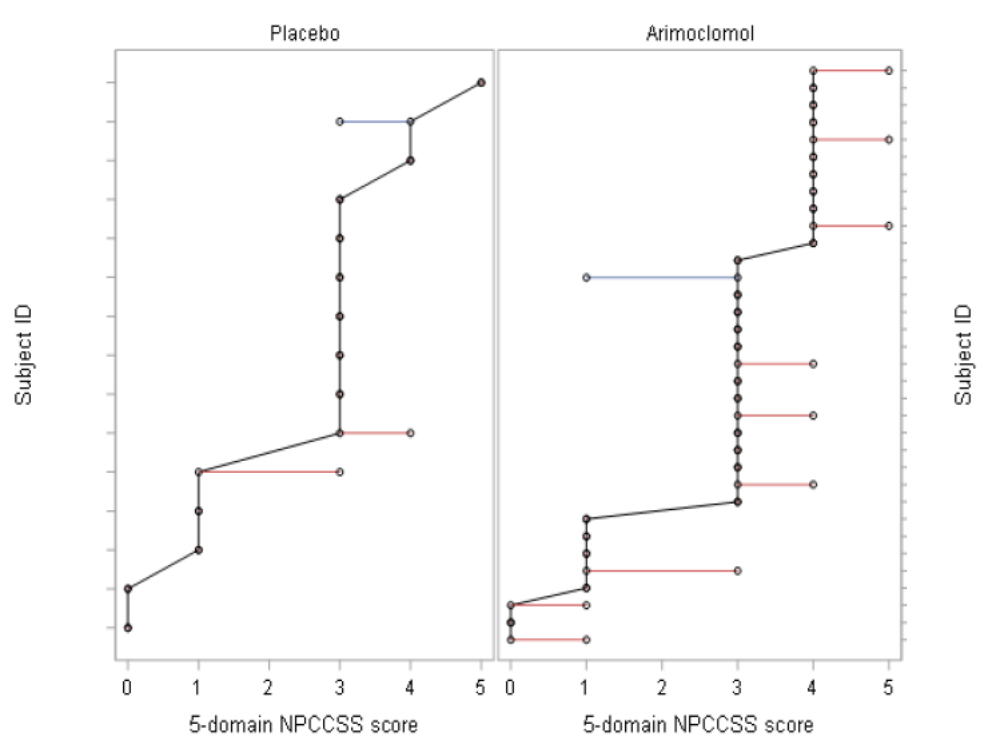 Placebo
Arimoclomol
Subject ID
Subject ID
0 1 2 3 4 5
0 1 2 3 4 5
5-domain NPCCSS score
5-domain NPCCSS score